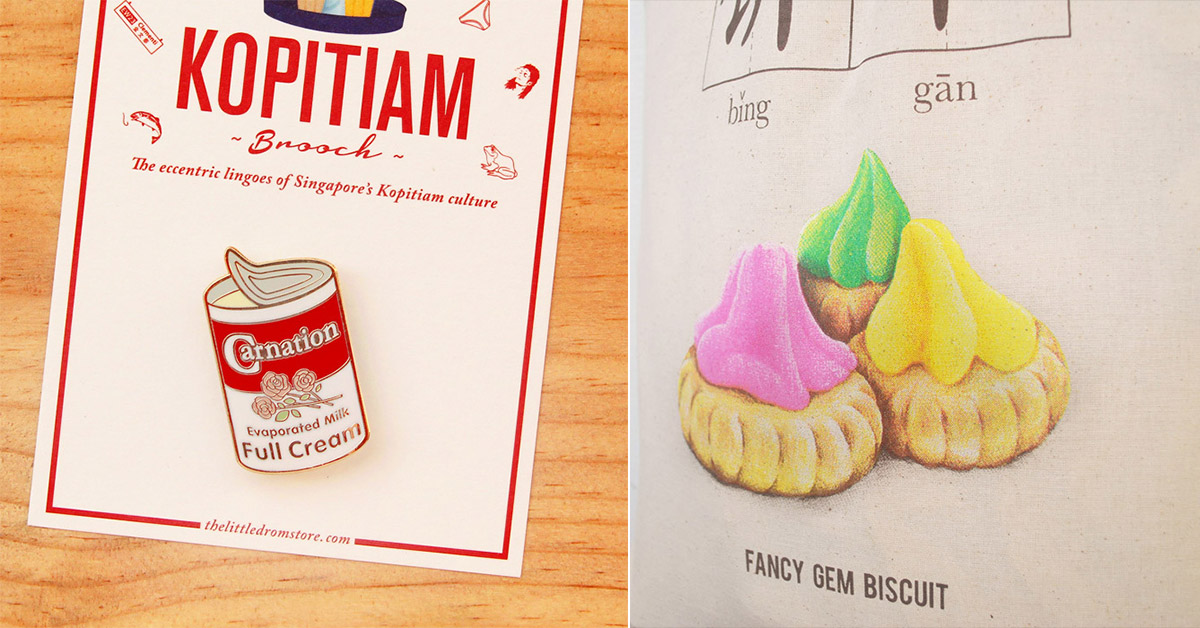 KOPITIAM
~ Brooch ~
The eccentric lingoes of Singapore's Kopitiam culture
Carnation
Evaporated Milk
Full Cream
thelittledromstore.com
bǐng
gān
FANCY GEM BISCUIT